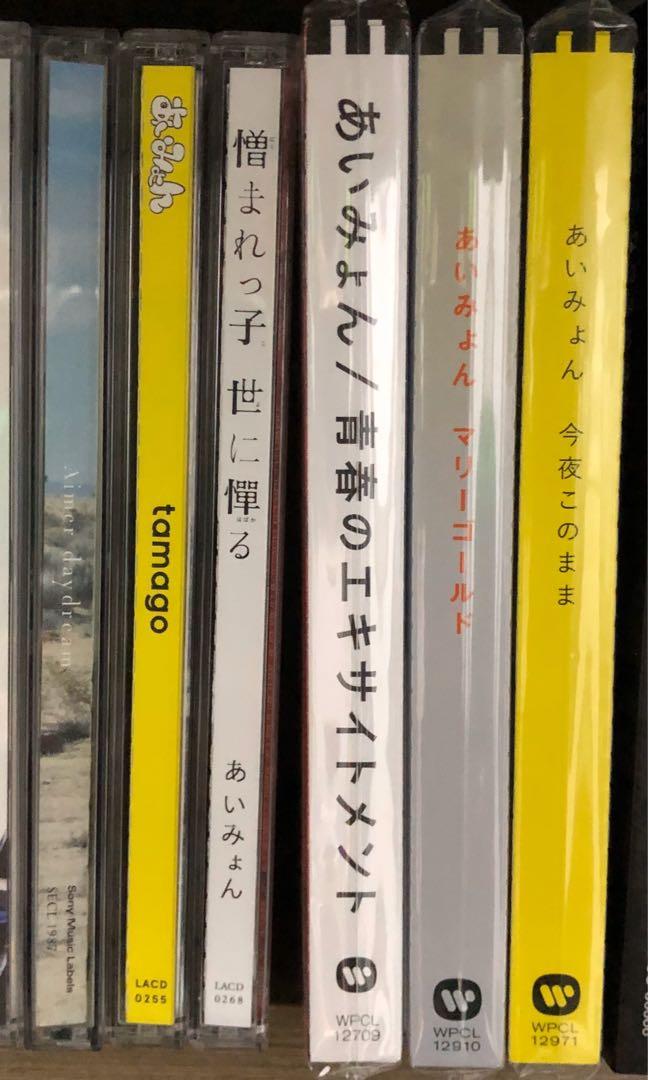 Aimer daydream
Sony Music Labels
SECL 1987
あいみょん
tamago
LACD
0255
憎まれっ子 世に憚る
あいみょん
LACD
0268
あいみょん/青春のエキサイトメント
WPCL
12709
あいみょん マリーゴールド
WPCL
12910
あいみょん 今夜このまま
WPCL
12971